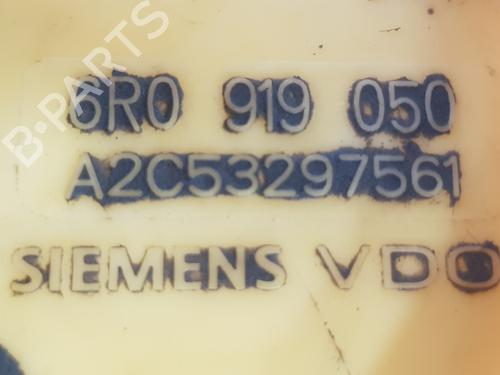 B-PARTS
6R0 919 050
A2C53297561
SIEMENS VDO